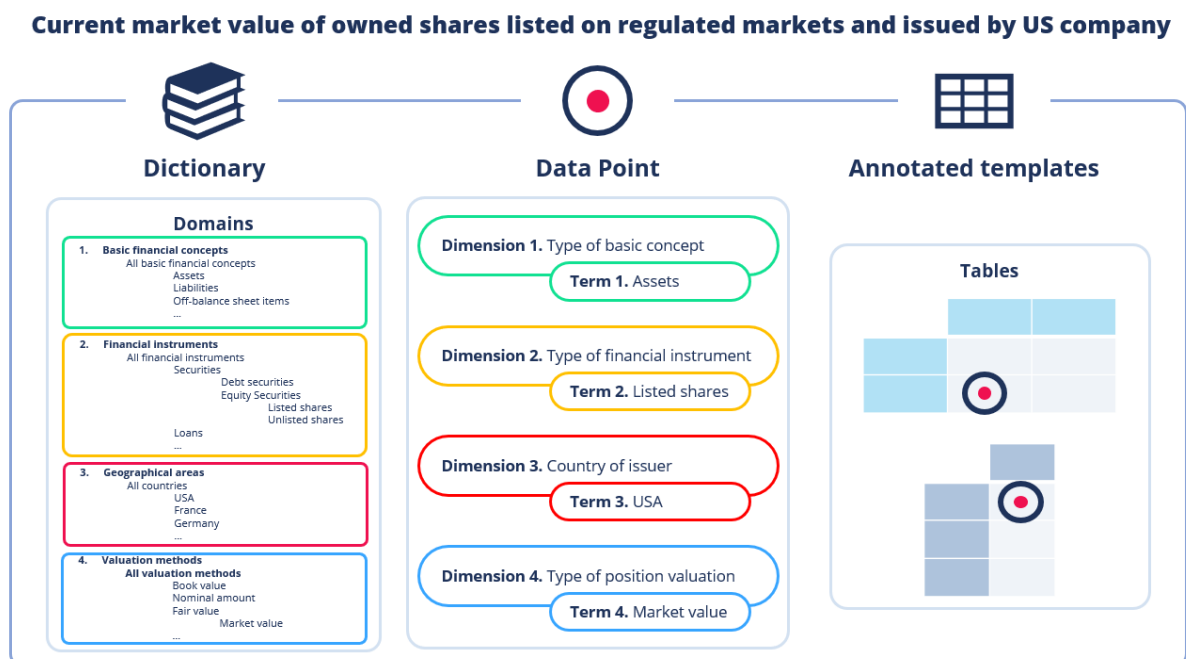 Current market value of owned shares listed on regulated markets and issued by US company
Dictionary
Domains
1. Basic financial concepts
All basic financial concepts
Assets
Liabilities
Off-balance sheet items
...
2. Financial instruments
All financial instruments
Securities
Debt securities
Equity Securities
Listed shares
Unlisted shares
Loans
...
3. Geographical areas
All countries
USA
France
Germany
...
4. Valuation methods
All valuation methods
Book value
Nominal amount
Fair value
Market value
...
Data Point
Dimension 1. Type of basic concept
Term 1. Assets
Dimension 2. Type of financial instrument
Term 2. Listed shares
Dimension 3. Country of issuer
Term 3. USA
Dimension 4. Type of position valuation
Term 4. Market value
Annotated templates
Tables